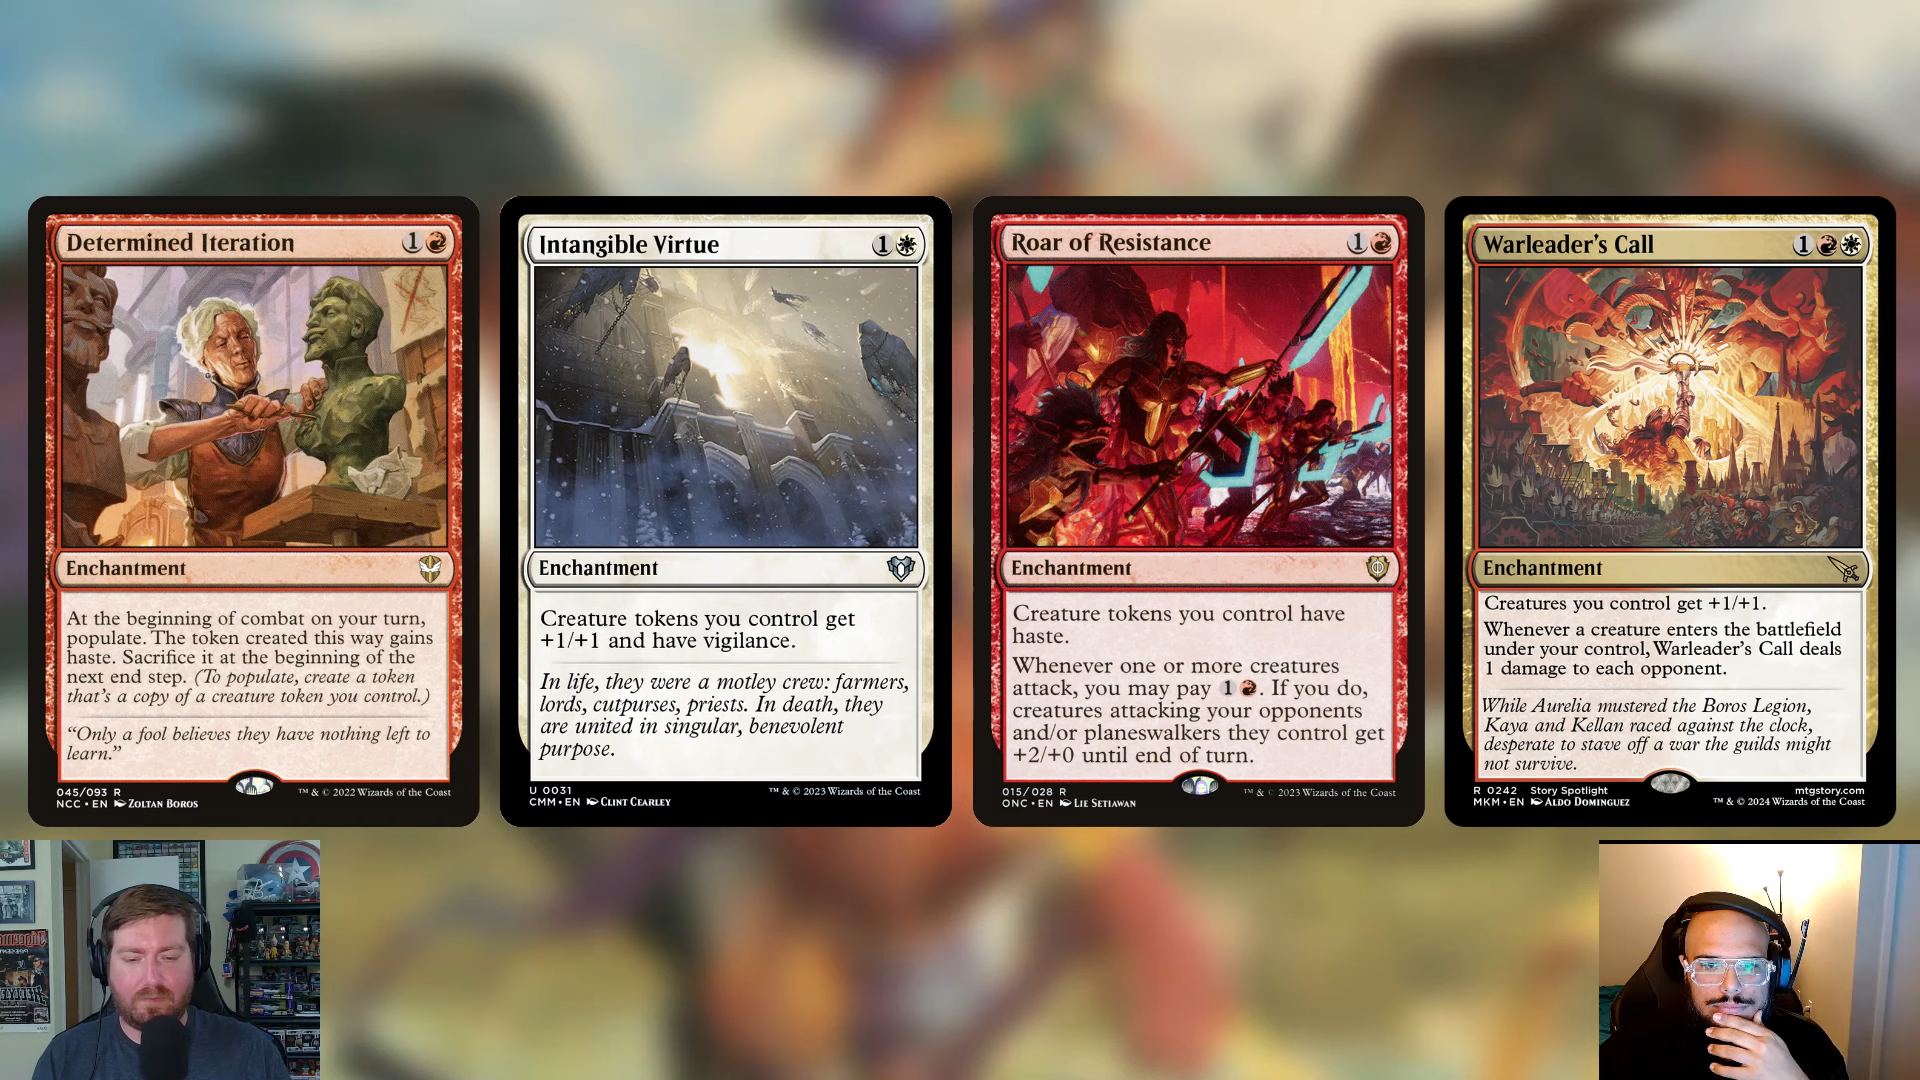 Determined Iteration 1
Enchantment
At the beginning of combat on your turn,
populate. The token created this way gains
haste. Sacrifice it at the beginning of the
next end step. (To populate, create a token
that's a copy of a creature token you control.)
"Only a fool believes they have nothing left to
learn."
045/093 R
NCC • EN Zoltan Boros
™ & © 2022 Wizards of the Coast
Intangible Virtue 1
Enchantment
Creature tokens you control get
+1/+1 and have vigilance.
In life, they were a motley crew: farmers,
lords, cutpurses, priests. In death, they
are united in singular, benevolent
purpose.
U 0031
CMM • EN Clint Cearley
™ & © 2023 Wizards of the Coast
Roar of Resistance 1
Enchantment
Creature tokens you control have
haste.
Whenever one or more creatures
attack, you may pay 1 . If you do,
creatures attacking your opponents
and/or planeswalkers they control get
+2/+0 until end of turn.
015/028 R
ONC • EN Lie Setiawan
™ & © 2023 Wizards of the Coast
Warleader's Call 1
Enchantment
Creatures you control get +1/+1.
Whenever a creature enters the battlefield
under your control, Warleader's Call deals
1 damage to each opponent.
While Aurelia mustered the Boros Legion,
Kaya and Kellan raced against the clock,
desperate to stave off a war the guilds might
not survive.
R 0242 Story Spotlight
MKM • EN Aldo Dominguez
mtgstory.com
™ & © 2024 Wizards of the Coast